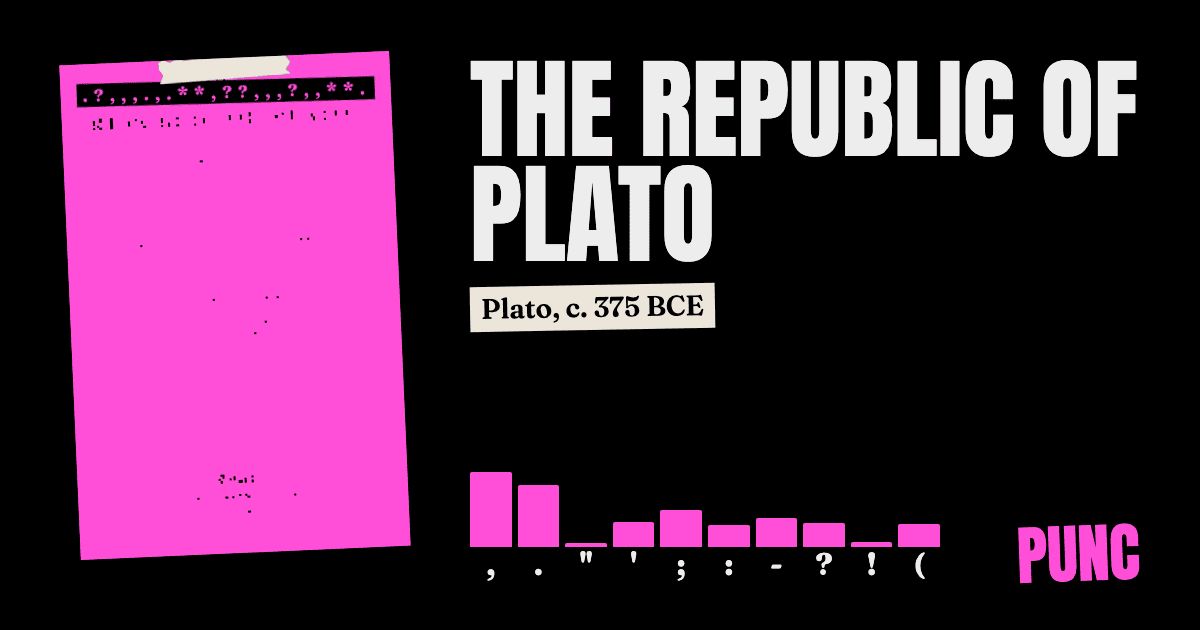 .?,,,.,.**,??,,,?,,**.
THE REPUBLIC OF
PLATO
Plato, c. 375 BCE
, . " ' ; : - ? ! (
PUNC